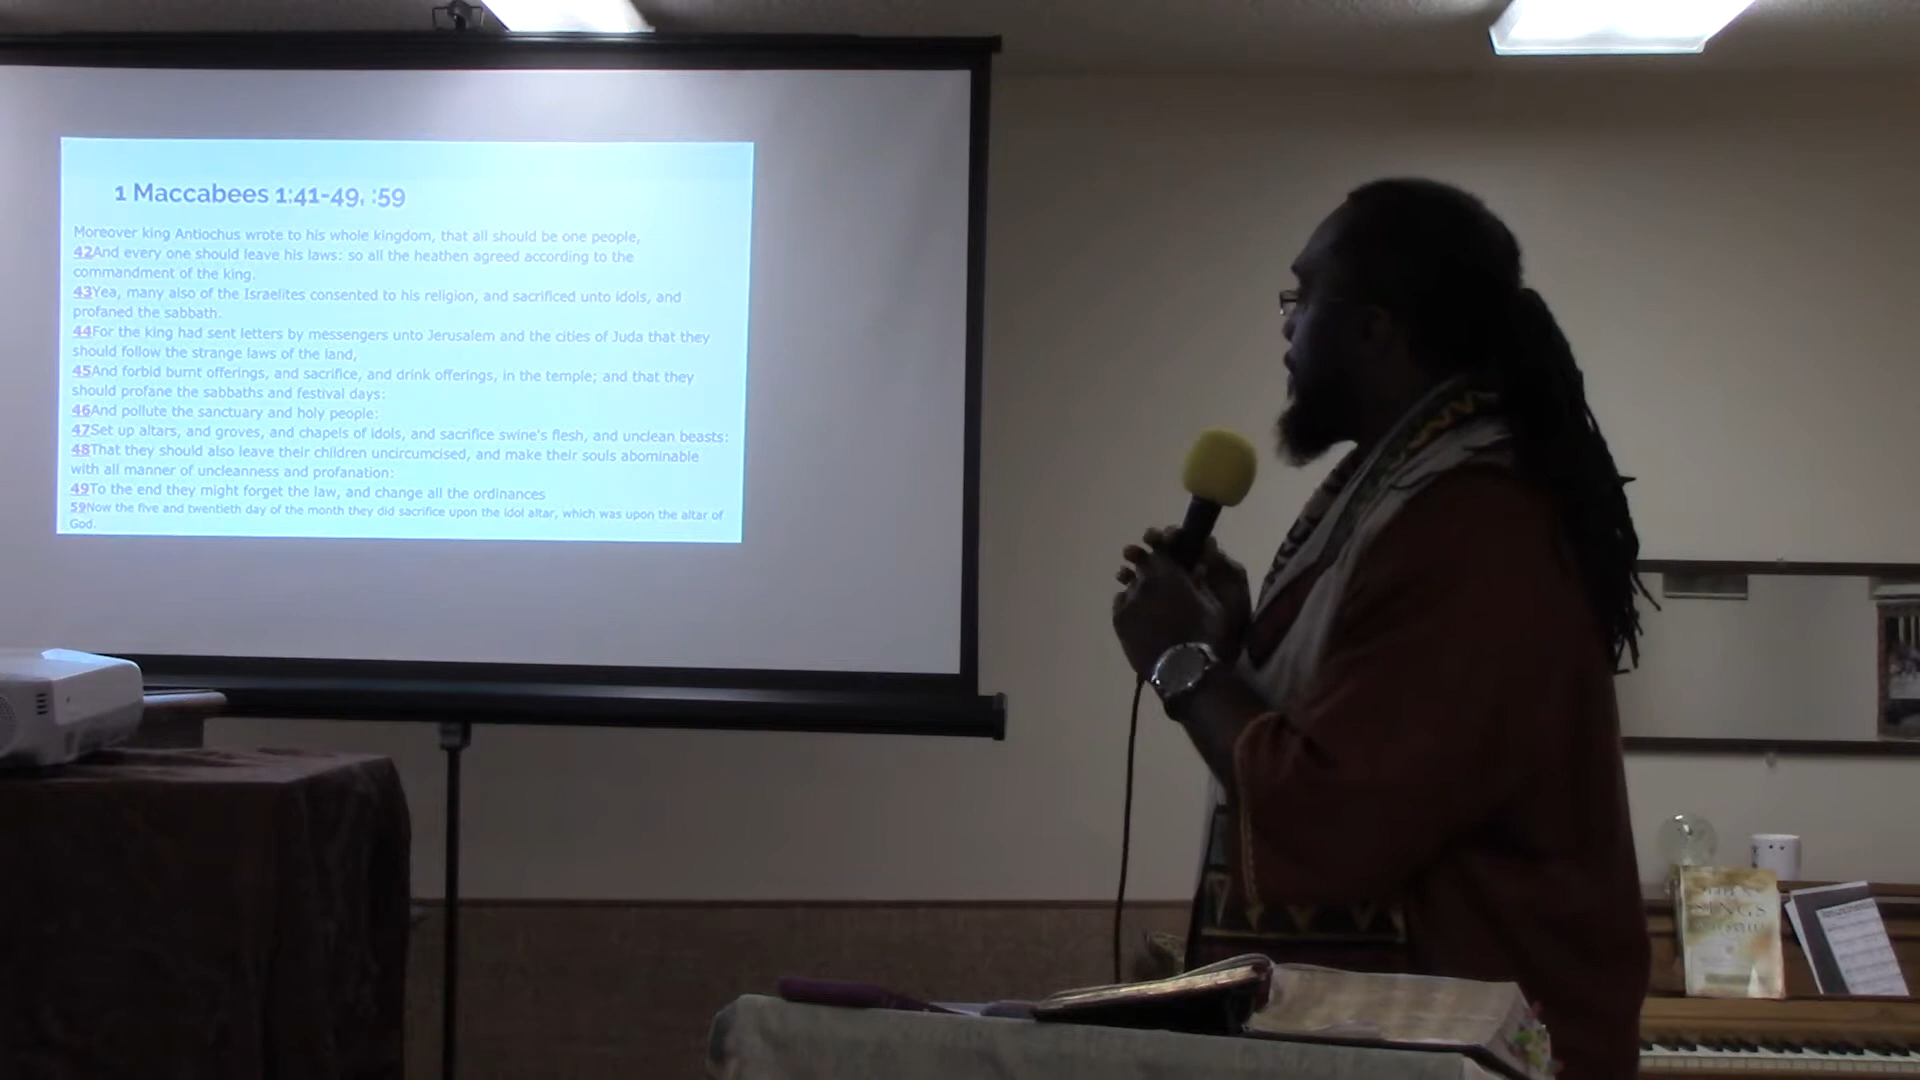 1 Maccabees 1:41-49, :59
Moreover king Antiochus wrote to his whole kingdom, that all should be one people,
42And every one should leave his laws: so all the heathen agreed according to the
commandment of the king.
43Yea, many also of the Israelites consented to his religion, and sacrificed unto idols, and
profaned the sabbath.
44For the king had sent letters by messengers unto Jerusalem and the cities of Juda that they
should follow the strange laws of the land,
45And forbid burnt offerings, and sacrifice, and drink offerings, in the temple; and that they
should profane the sabbaths and festival days:
46And pollute the sanctuary and holy people:
47Set up altars, and groves, and chapels of idols, and sacrifice swine's flesh, and unclean beasts:
48That they should also leave their children uncircumcised, and make their souls abominable
with all manner of uncleanness and profanation:
49To the end they might forget the law, and change all the ordinances
59Now the five and twentieth day of the month they did sacrifice upon the idol altar, which was upon the altar of
God.